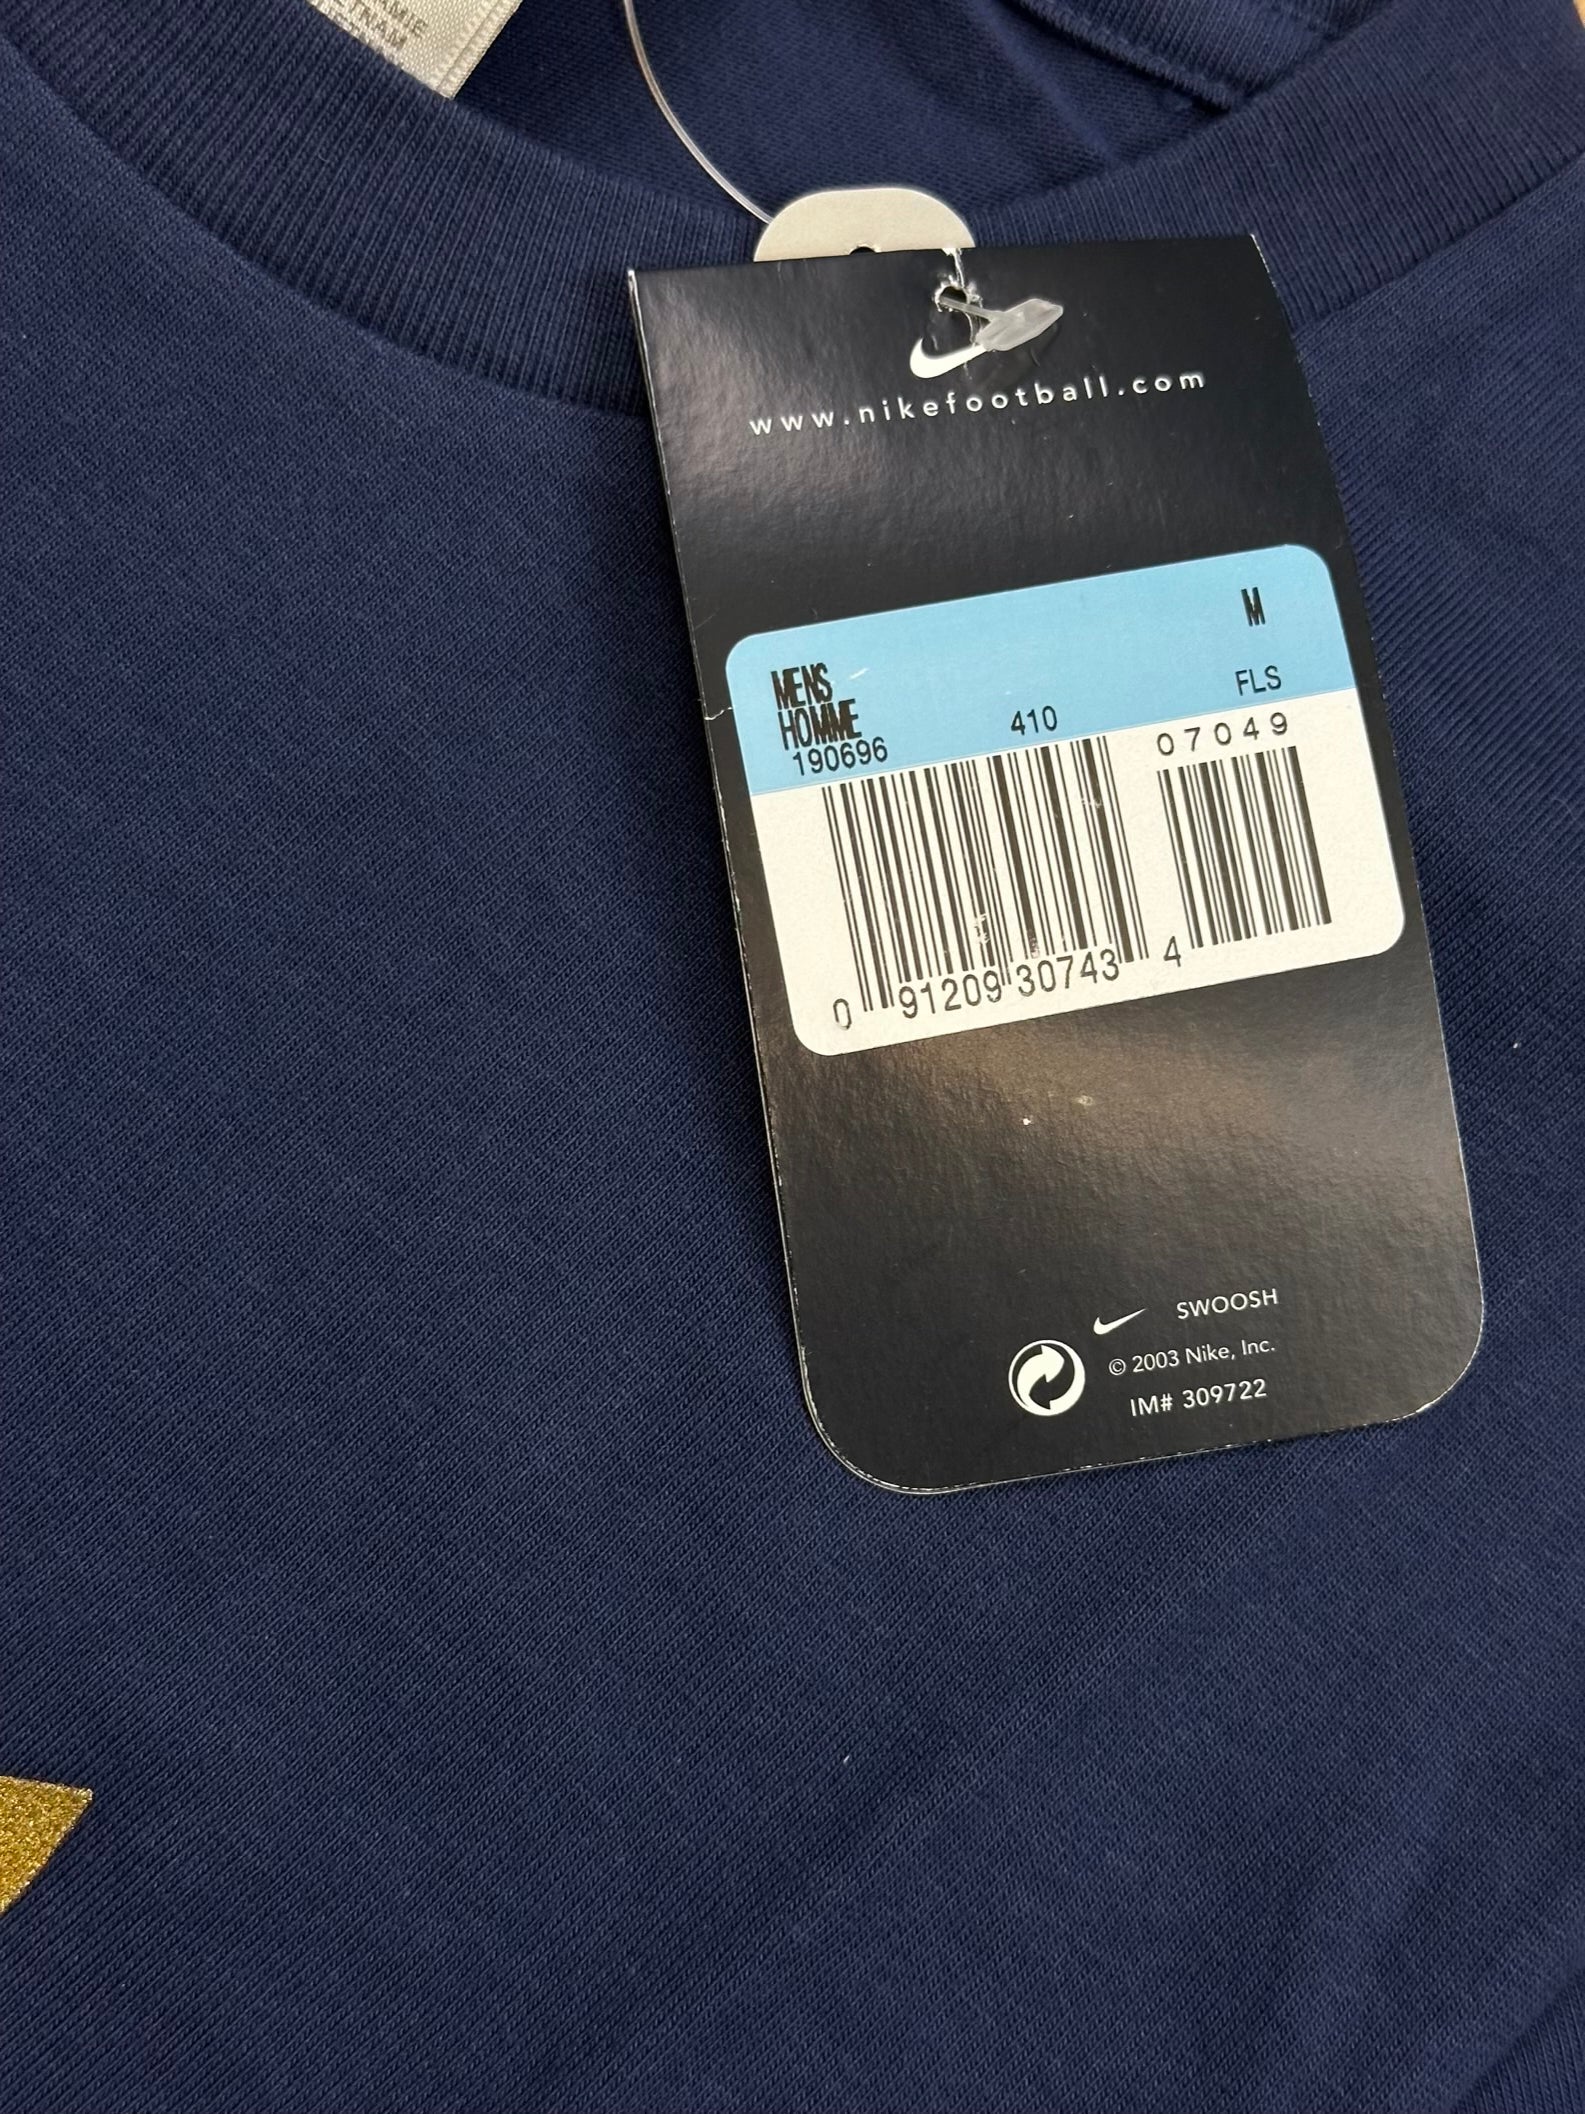 www.nikefootball.com
M
MENS
HOMME
FLS
190696
410
07049
0 91209 30743 4
SWOOSH
© 2003 Nike, Inc.
IM# 309722